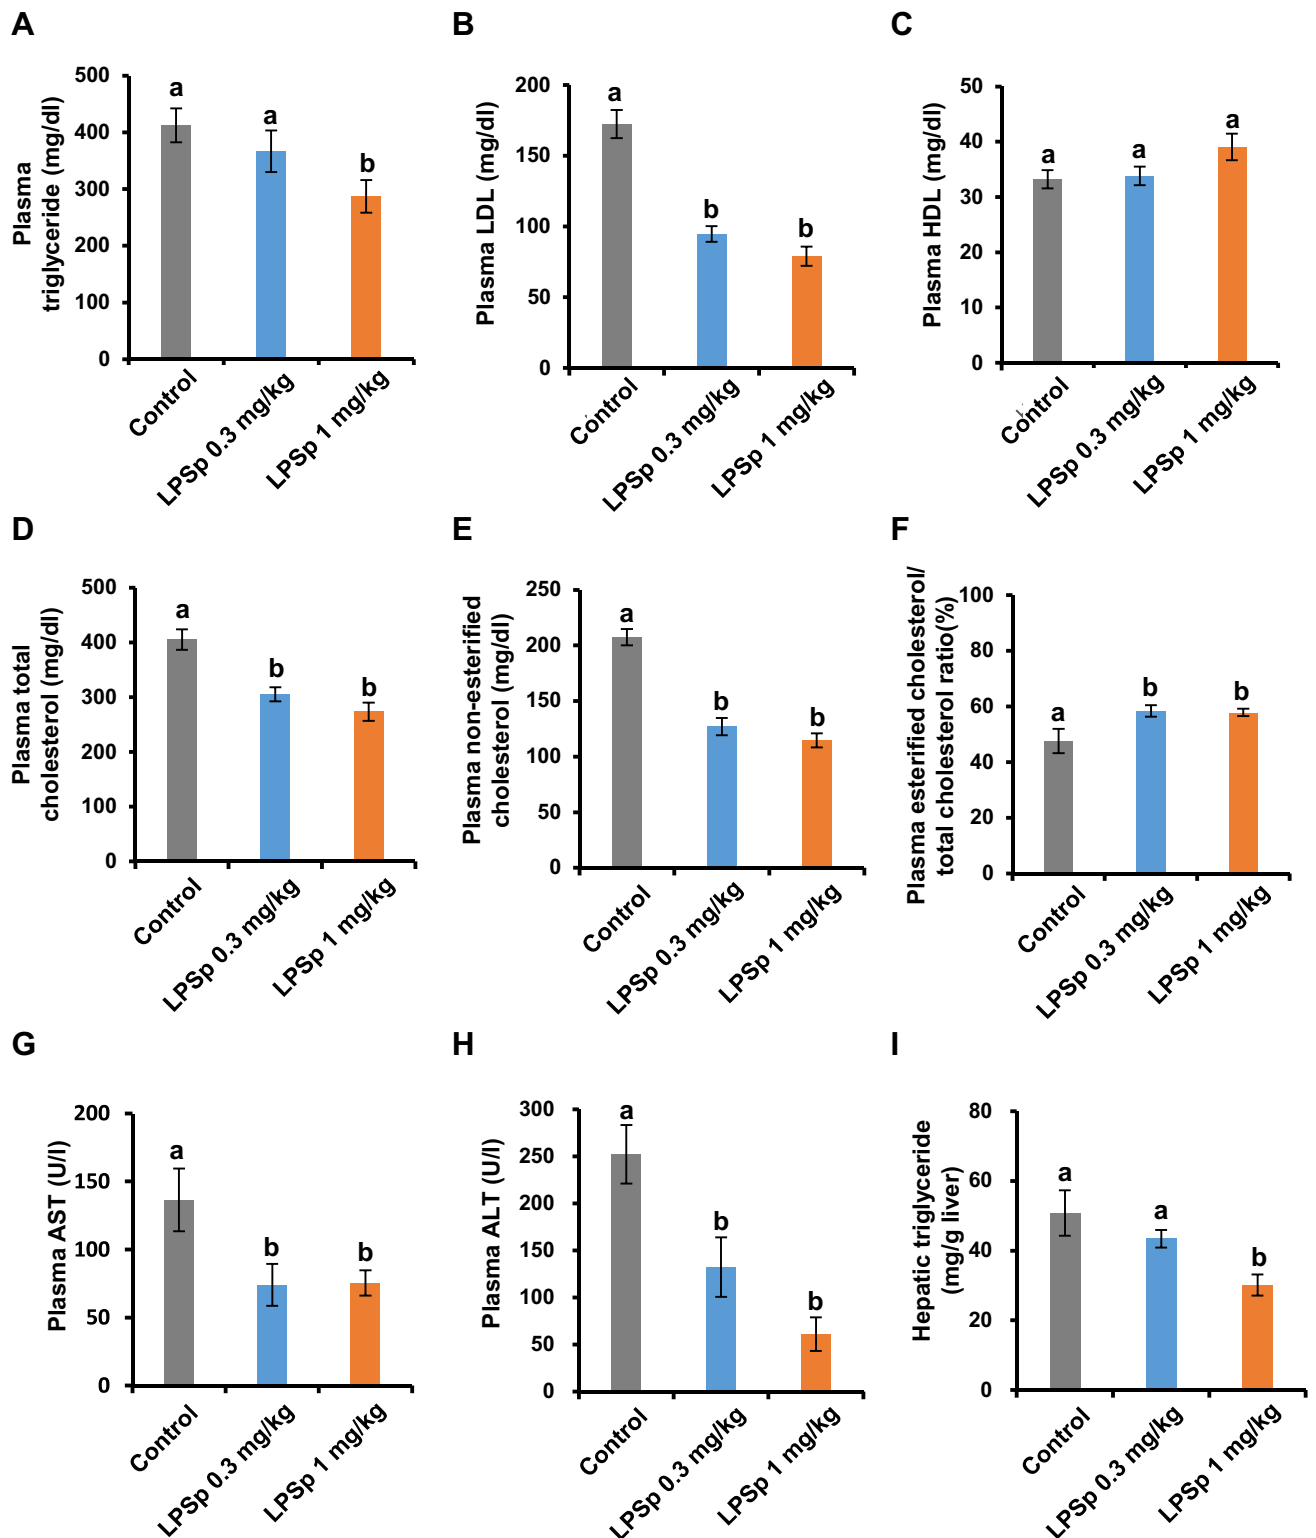 A
Plasma
triglyceride (mg/dl)
500
400
300
200
100
0
a
a
b
Control
LPSp 0.3 mg/kg
LPSp 1 mg/kg
B
Plasma LDL (mg/dl)
200
150
100
50
0
a
b
b
Control
LPSp 0.3 mg/kg
LPSp 1 mg/kg
C
Plasma HDL (mg/dl)
50
40
30
20
10
0
a
a
a
Control
LPSp 0.3 mg/kg
LPSp 1 mg/kg
D
Plasma total
cholesterol (mg/dl)
500
400
300
200
100
0
a
b
b
Control
LPSp 0.3 mg/kg
LPSp 1 mg/kg
E
Plasma non-esterified
cholesterol (mg/dl)
250
200
150
100
50
0
a
b
b
Control
LPSp 0.3 mg/kg
LPSp 1 mg/kg
F
Plasma esterified cholesterol/
total cholesterol ratio(%)
100
80
60
40
20
0
a
b
b
Control
LPSp 0.3 mg/kg
LPSp 1 mg/kg
G
Plasma AST (U/l)
200
150
100
50
0
a
b
b
Control
LPSp 0.3 mg/kg
LPSp 1 mg/kg
H
Plasma ALT (U/l)
300
250
200
150
100
50
0
a
b
b
Control
LPSp 0.3 mg/kg
LPSp 1 mg/kg
I
Hepatic triglyceride
(mg/g liver)
80
60
40
20
0
a
a
b
Control
LPSp 0.3 mg/kg
LPSp 1 mg/kg